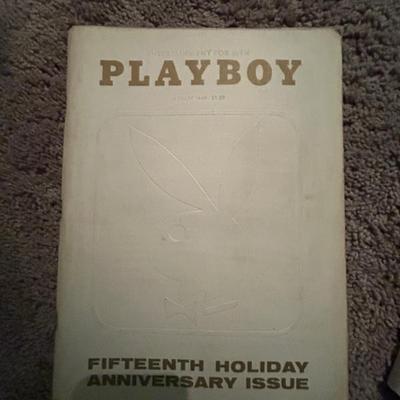 ENTERTAINMENT FOR MEN
PLAYBOY
FIFTEENTH HOLIDAY
ANNIVERSARY ISSUE